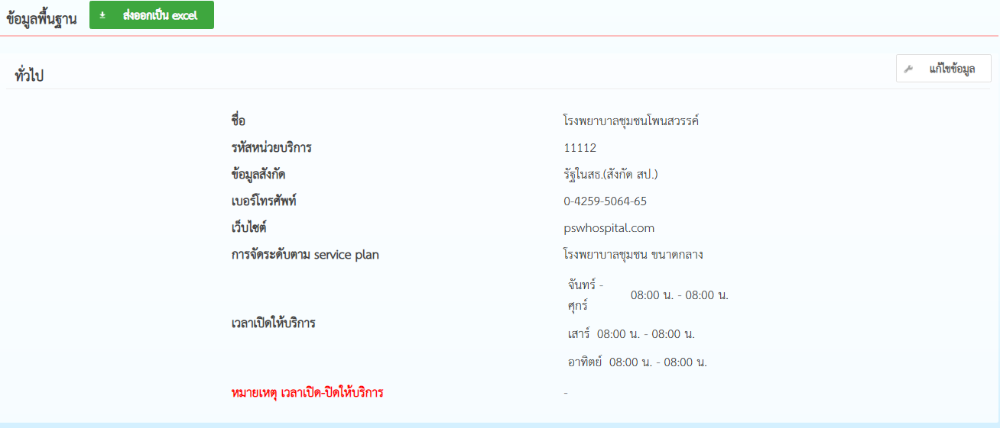 ข้อมูลพื้นฐาน ส่งออกเป็น excel
ทั่วไป แก้ไขข้อมูล
ชื่อ โรงพยาบาลชุมชนโพนสวรรค์
รหัสหน่วยบริการ 11112
ข้อมูลสังกัด รัฐในสธ.(สังกัด สป.)
เบอร์โทรศัพท์ 0-4259-5064-65
เว็บไซต์ pswhospital.com
การจัดระดับตาม service plan โรงพยาบาลชุมชน ขนาดกลาง
เวลาเปิดให้บริการ
จันทร์ -
ศุกร์ 08:00 น. - 08:00 น.
เสาร์ 08:00 น. - 08:00 น.
อาทิตย์ 08:00 น. - 08:00 น.
หมายเหตุ เวลาเปิด-ปิดให้บริการ -